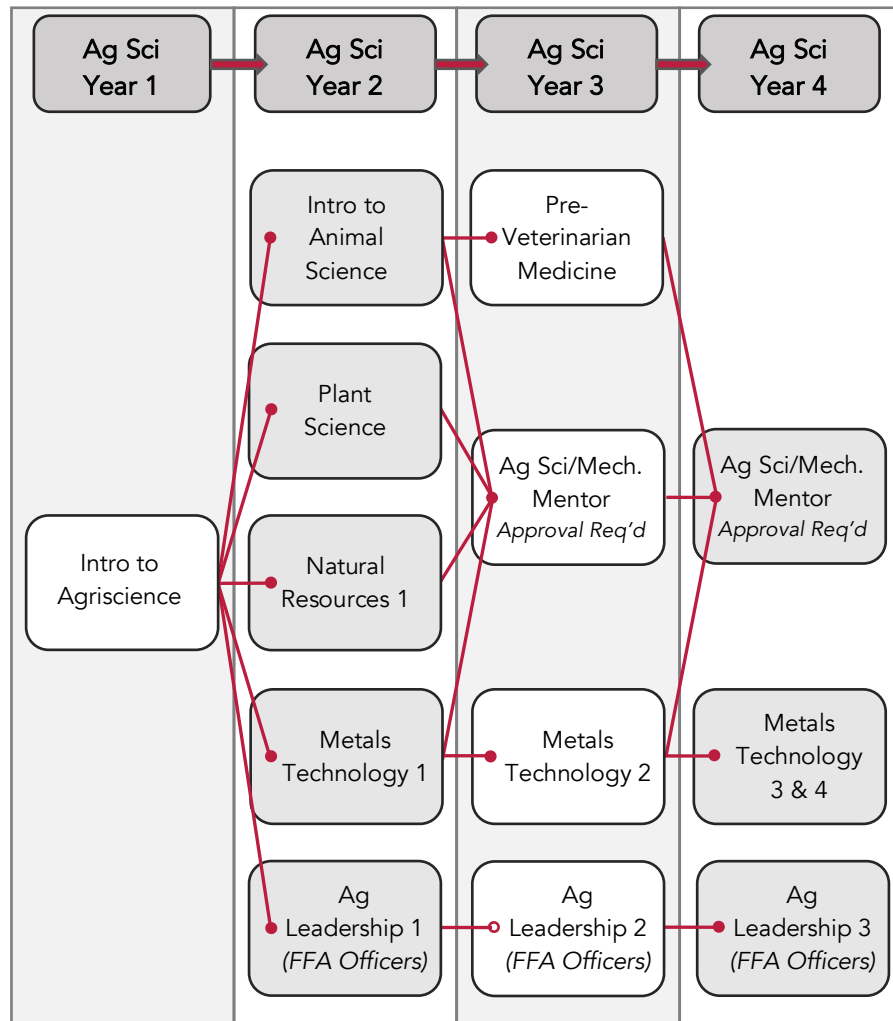 Ag Sci
Year 1
Ag Sci
Year 2
Ag Sci
Year 3
Ag Sci
Year 4
Intro to
Agriscience
Intro to
Animal
Science
Plant
Science
Natural
Resources 1
Metals
Technology 1
Ag
Leadership 1
(FFA Officers)
Pre-
Veterinarian
Medicine
Ag Sci/Mech.
Mentor
Approval Req’d
Metals
Technology 2
Ag
Leadership 2
(FFA Officers)
Ag Sci/Mech.
Mentor
Approval Req’d
Metals
Technology
3 & 4
Ag
Leadership 3
(FFA Officers)